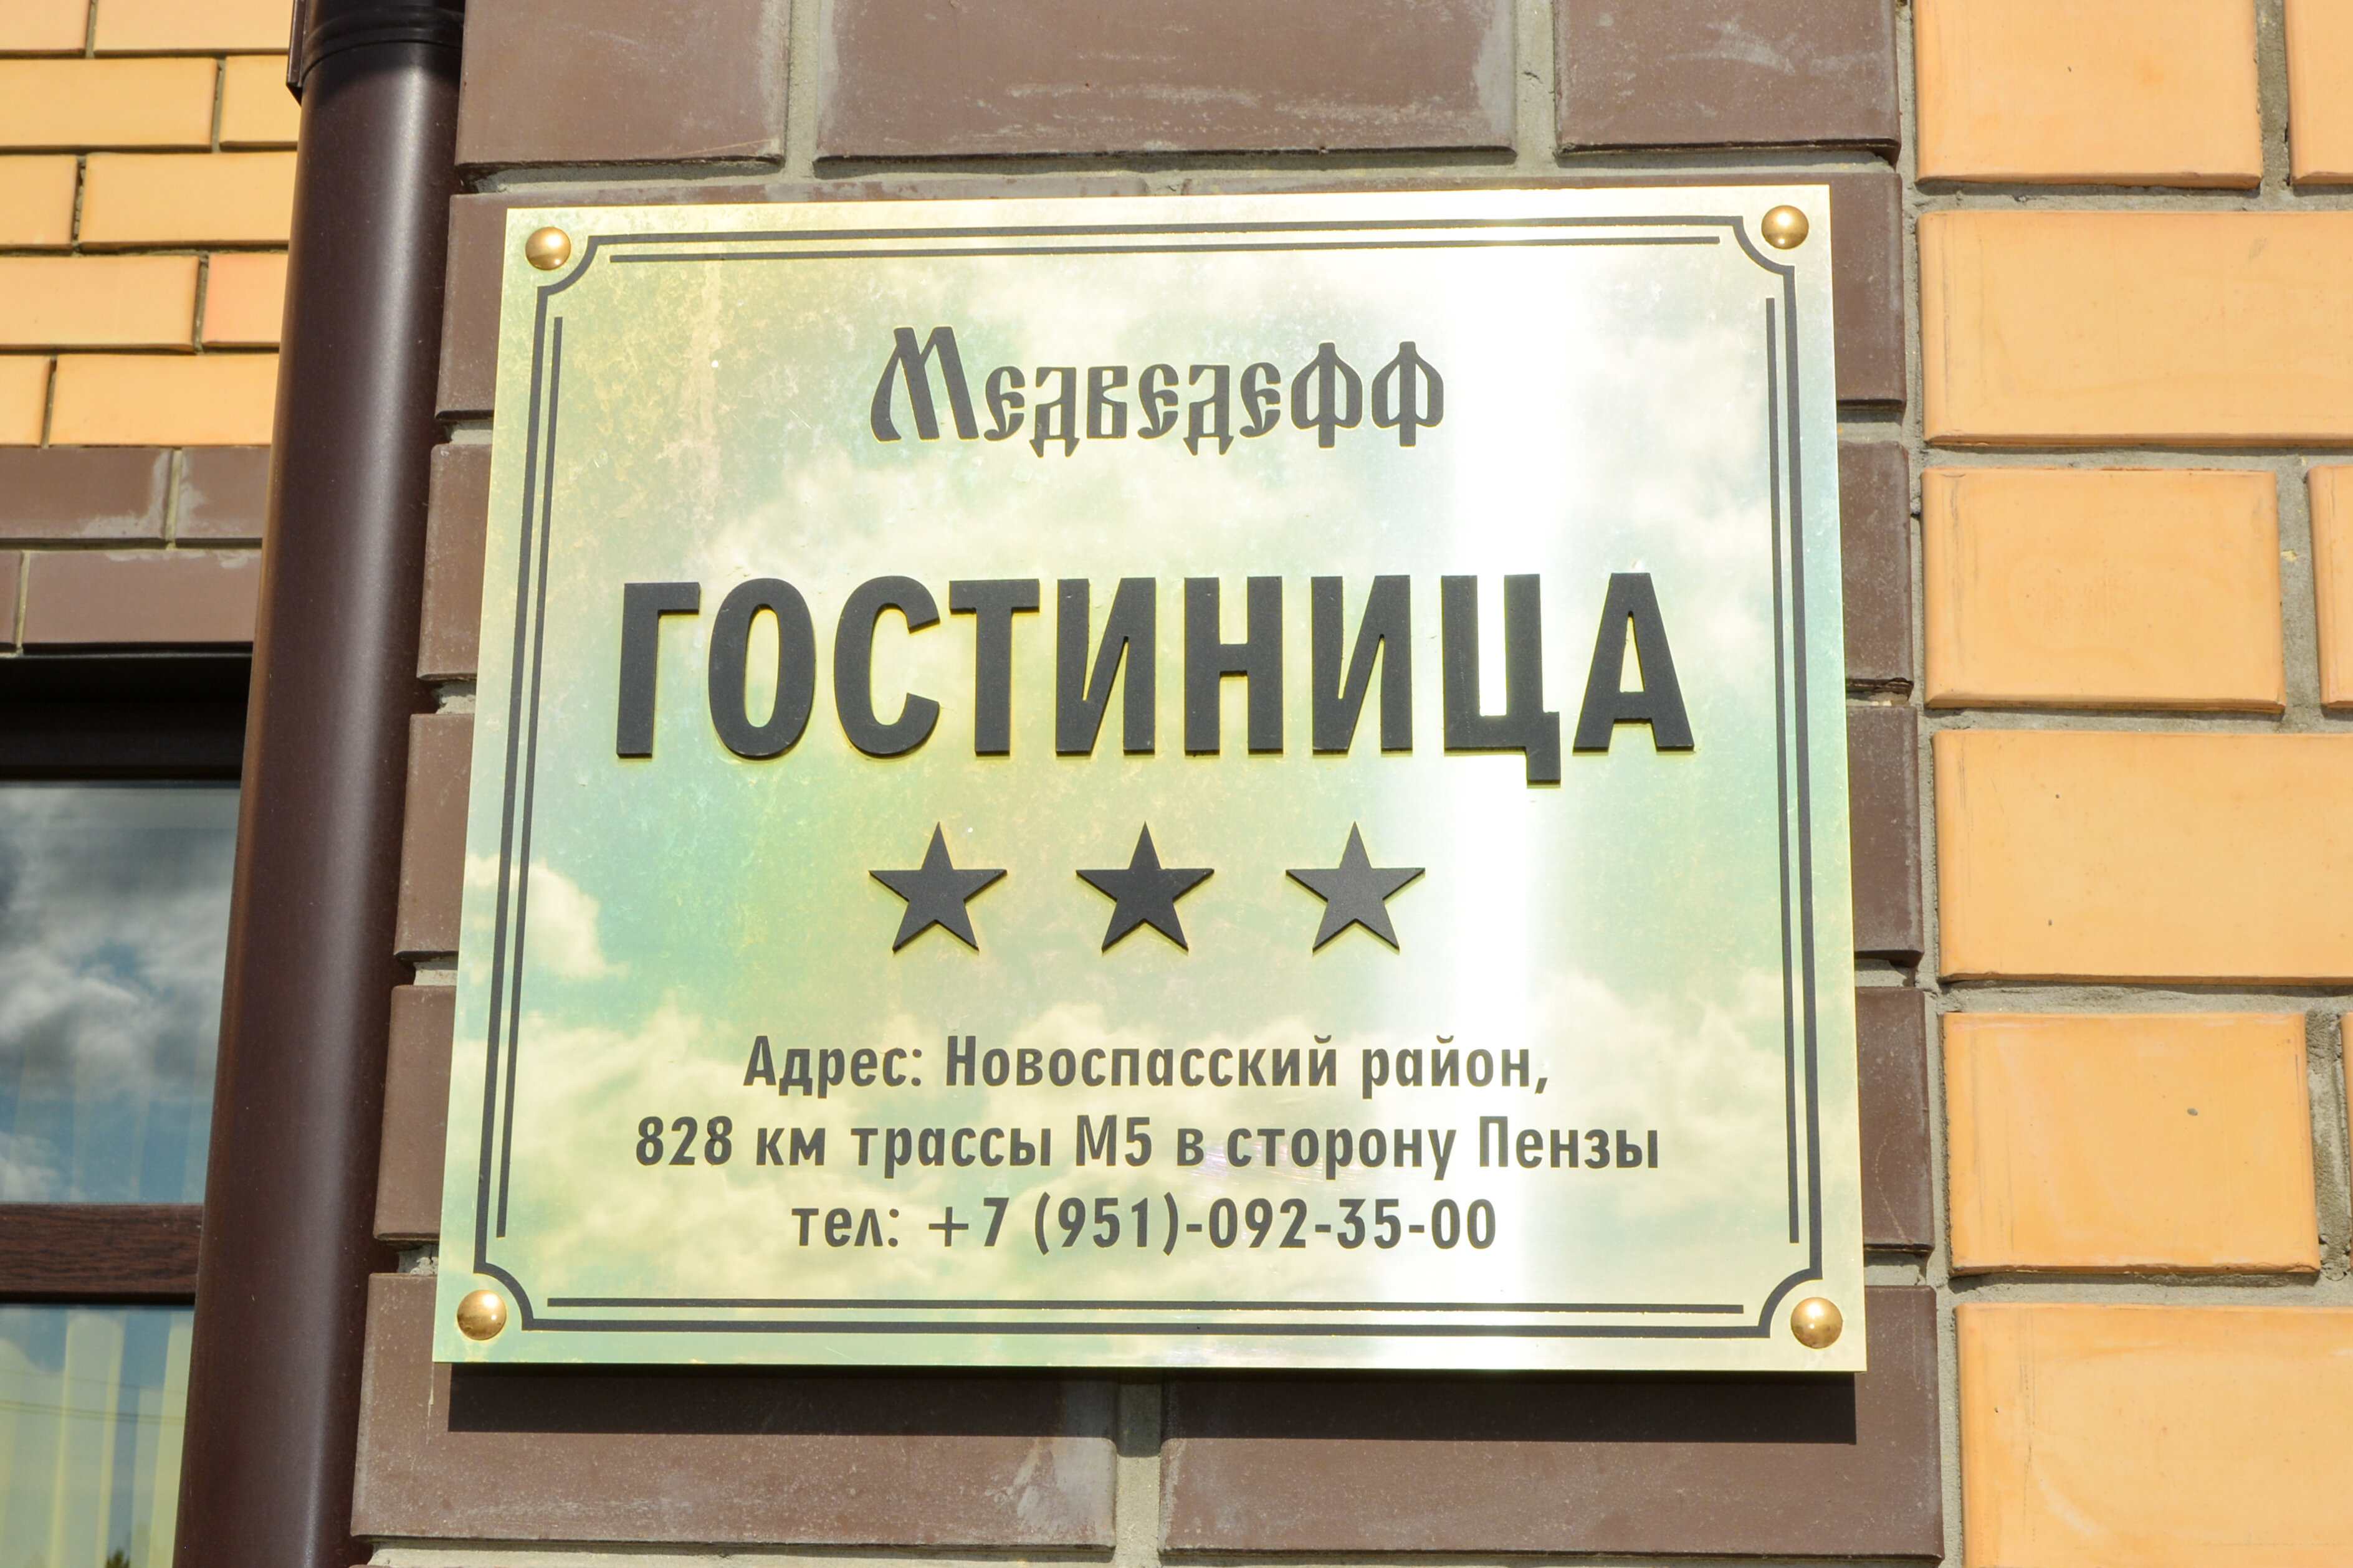 Медведефф
ГОСТИНИЦА
Адрес: Новоспасский район,
828 км трассы М5 в сторону Пензы
тел: +7 (951)-092-35-00